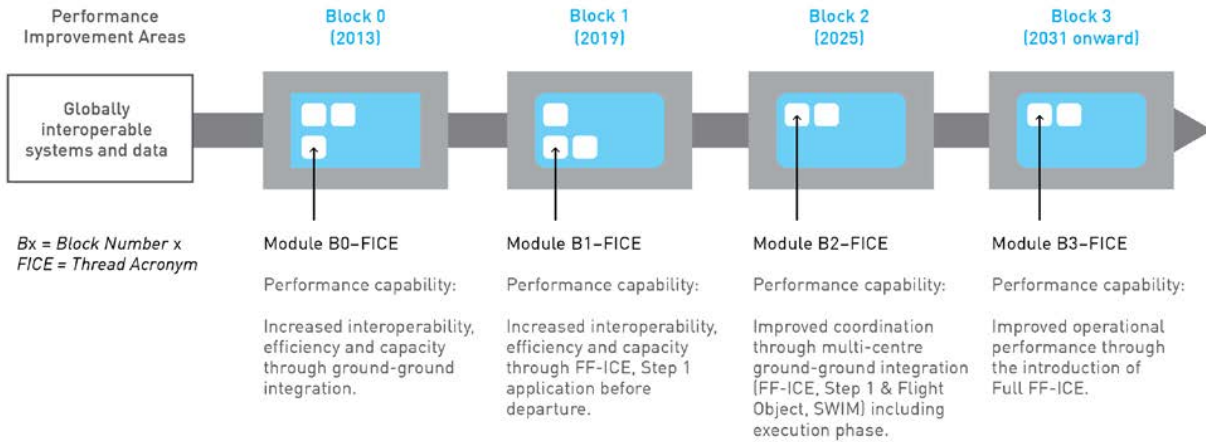 Performance
Improvement Areas
Block 0
(2013)
Block 1
(2019)
Block 2
(2025)
Block 3
(2031 onward)
Globally
interoperable
systems and data
Bx = Block Number x
FICE = Thread Acronym
Module B0–FICE
Performance capability:
Increased interoperability,
efficiency and capacity
through ground-ground
integration.
Module B1–FICE
Performance capability:
Increased interoperability,
efficiency and capacity
through FF-ICE, Step 1
application before
departure.
Module B2–FICE
Performance capability:
Improved coordination
through multi-centre
ground-ground integration
(FF-ICE, Step 1 & Flight
Object, SWIM) including
execution phase.
Module B3–FICE
Performance capability:
Improved operational
performance through
the introduction of
Full FF-ICE.